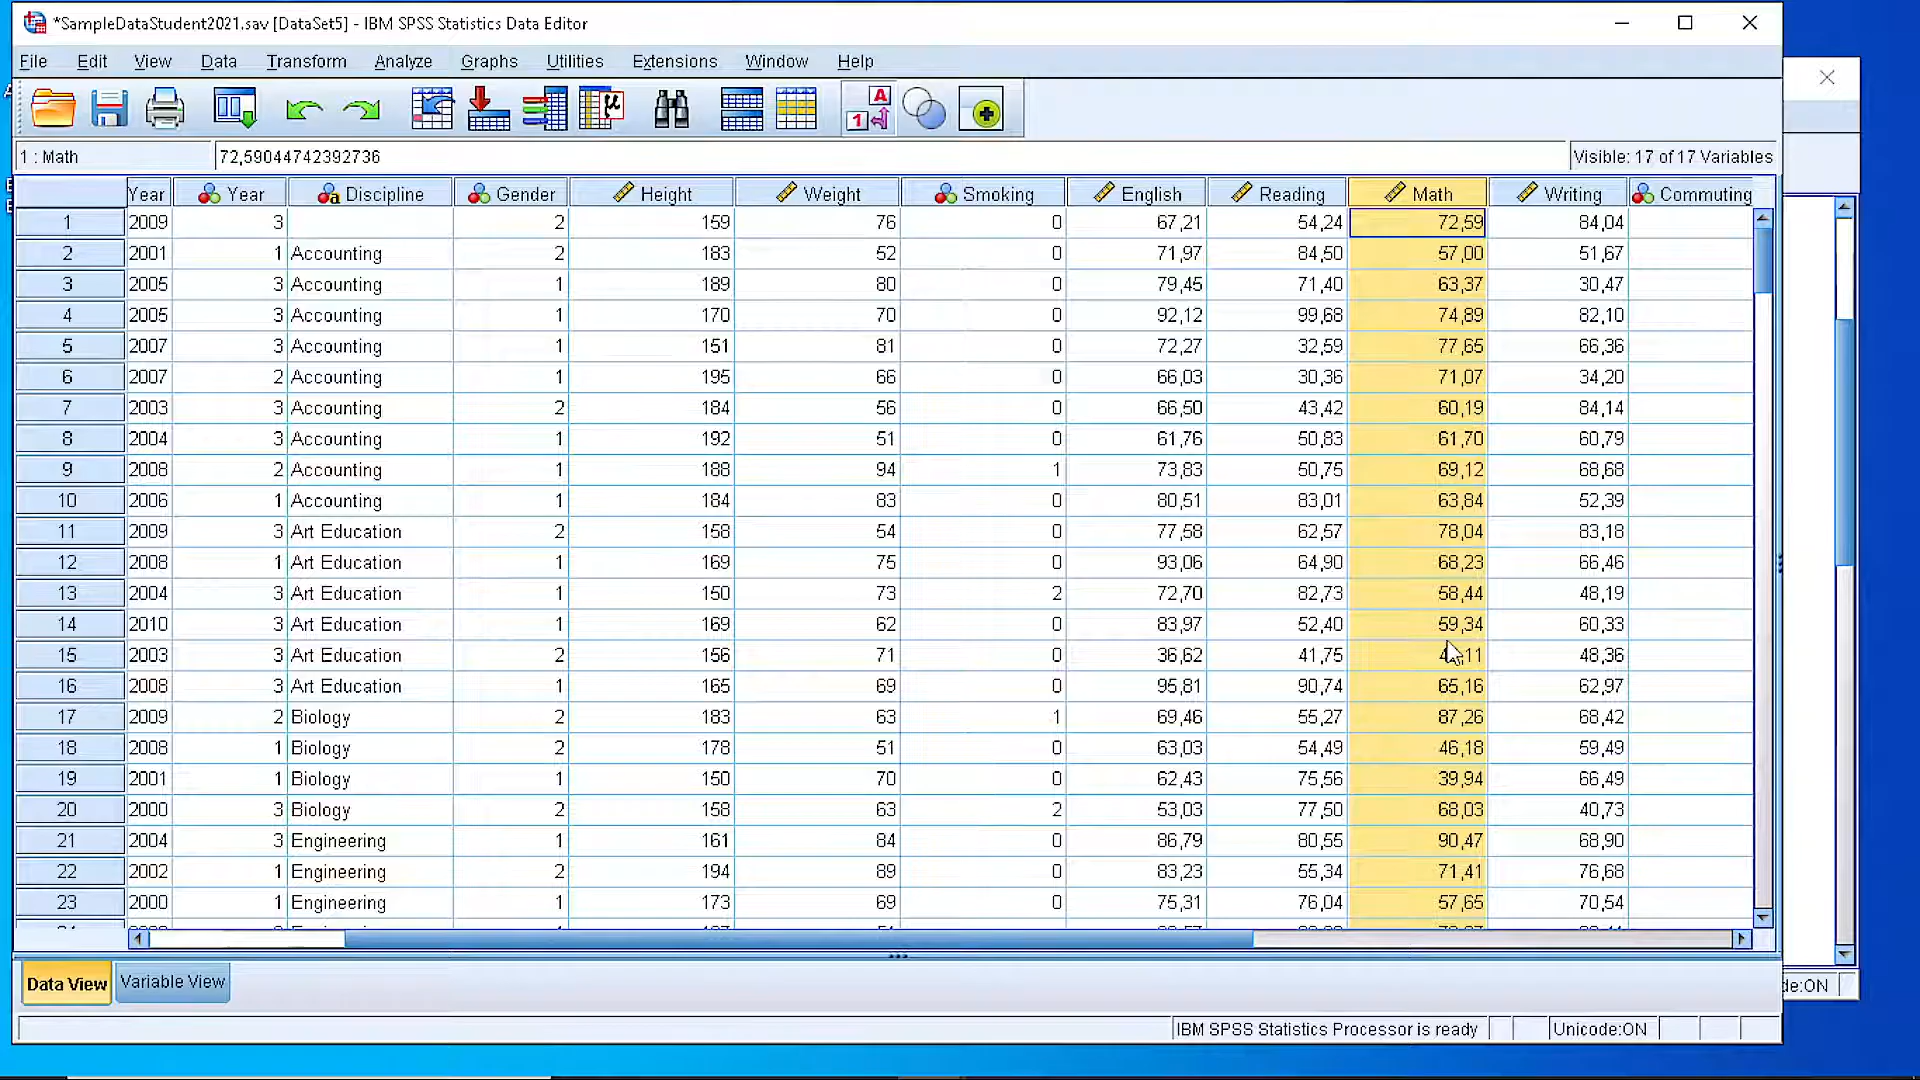 *SampleDataStudent2021.sav [DataSet5] - IBM SPSS Statistics Data Editor
File Edit View Data Transform Analyze Graphs Utilities Extensions Window Help
1 : Math 72,59044742392736 Visible: 17 of 17 Variables
Year Year Discipline Gender Height Weight Smoking English Reading Math Writing Commuting
1 2009 3 2 159 76 0 67,21 54,24 72,59 84,04
2 2001 1 Accounting 2 183 52 0 71,97 84,50 57,00 51,67
3 2005 3 Accounting 1 189 80 0 79,45 71,40 63,37 30,47
4 2005 3 Accounting 1 170 70 0 92,12 99,68 74,89 82,10
5 2007 3 Accounting 1 151 81 0 72,27 32,59 77,65 66,36
6 2007 2 Accounting 1 195 66 0 66,03 30,36 71,07 34,20
7 2003 3 Accounting 2 184 56 0 66,50 43,42 60,19 84,14
8 2004 3 Accounting 1 192 51 0 61,76 50,83 61,70 60,79
9 2008 2 Accounting 1 188 94 1 73,83 50,75 69,12 68,68
10 2006 1 Accounting 1 184 83 0 80,51 83,01 63,84 52,39
11 2009 3 Art Education 2 158 54 0 77,58 62,57 78,04 83,18
12 2008 1 Art Education 1 169 75 0 93,06 64,90 68,23 66,46
13 2004 3 Art Education 1 150 73 2 72,70 82,73 58,44 48,19
14 2010 3 Art Education 1 169 62 0 83,97 52,40 59,34 60,33
15 2003 3 Art Education 2 156 71 0 36,62 41,75 48,36
16 2008 3 Art Education 1 165 69 0 95,81 90,74 65,16 62,97
17 2009 2 Biology 2 183 63 1 69,46 55,27 87,26 68,42
18 2008 1 Biology 2 178 51 0 63,03 54,49 46,18 59,49
19 2001 1 Biology 1 150 70 0 62,43 75,56 39,94 66,49
20 2000 3 Biology 2 158 63 2 53,03 77,50 68,03 40,73
21 2004 3 Engineering 1 161 84 0 86,79 80,55 90,47 68,90
22 2002 1 Engineering 2 194 89 0 83,23 55,34 71,41 76,68
23 2000 1 Engineering 1 173 69 0 75,31 76,04 57,65 70,54
Data View Variable View
de:ON
IBM SPSS Statistics Processor is ready Unicode:ON